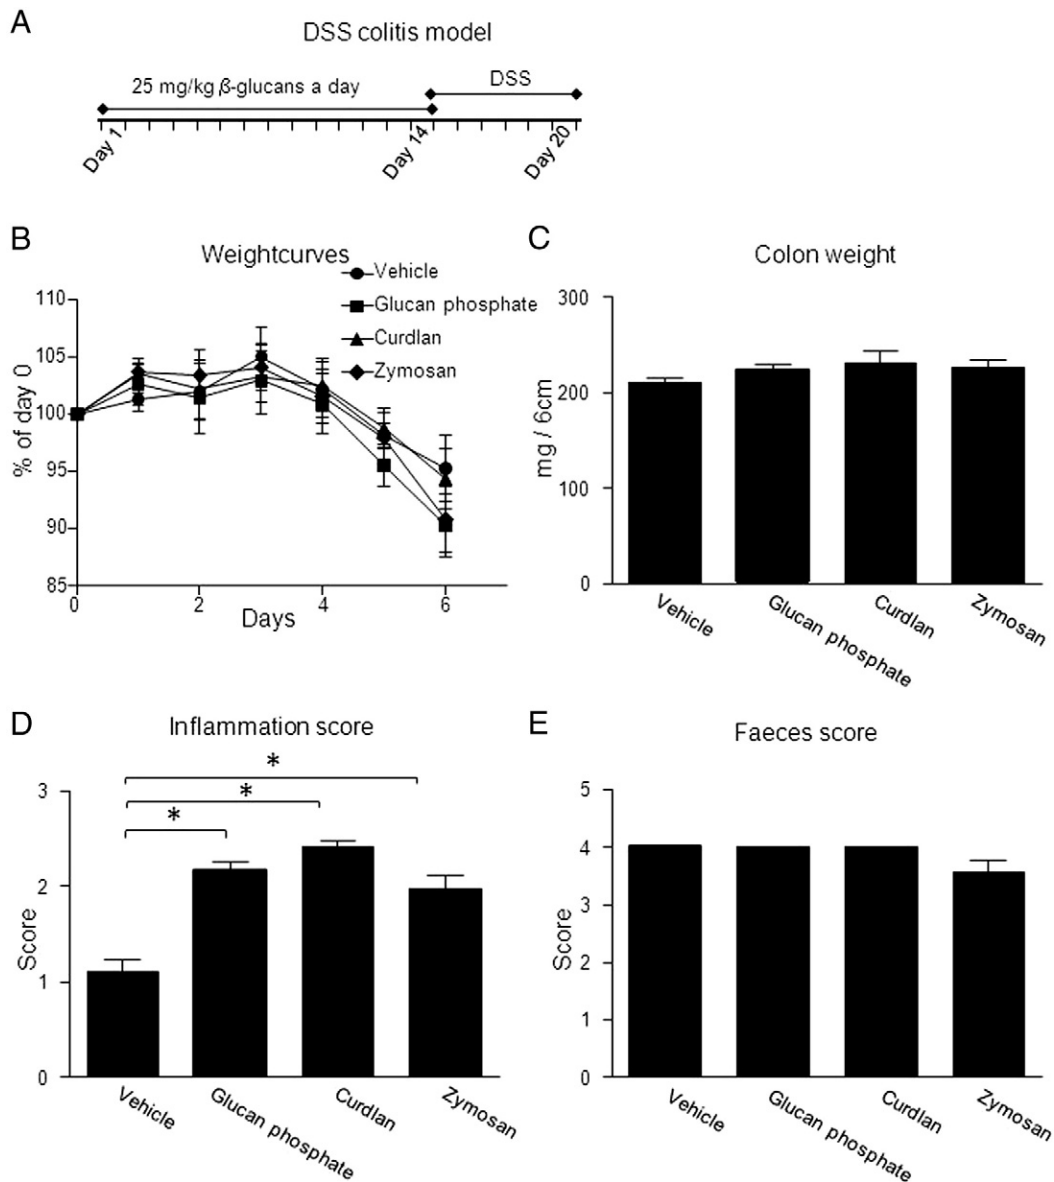 A
DSS colitis model
25 mg/kg ß-glucans a day
DSS
Day 1
Day 14
Day 20
B
Weightcurves
Vehicle
Glucan phosphate
Curdlan
Zymosan
110
105
100
95
90
85
% of day 0
0
2
4
6
Days
C
Colon weight
300
200
100
0
mg / 6cm
Vehicle
Glucan phosphate
Curdlan
Zymosan
D
Inflammation score
*
*
*
3
2
1
0
Score
Vehicle
Glucan phosphate
Curdlan
Zymosan
E
Faeces score
5
4
3
2
1
0
Score
Vehicle
Glucan phosphate
Curdlan
Zymosan